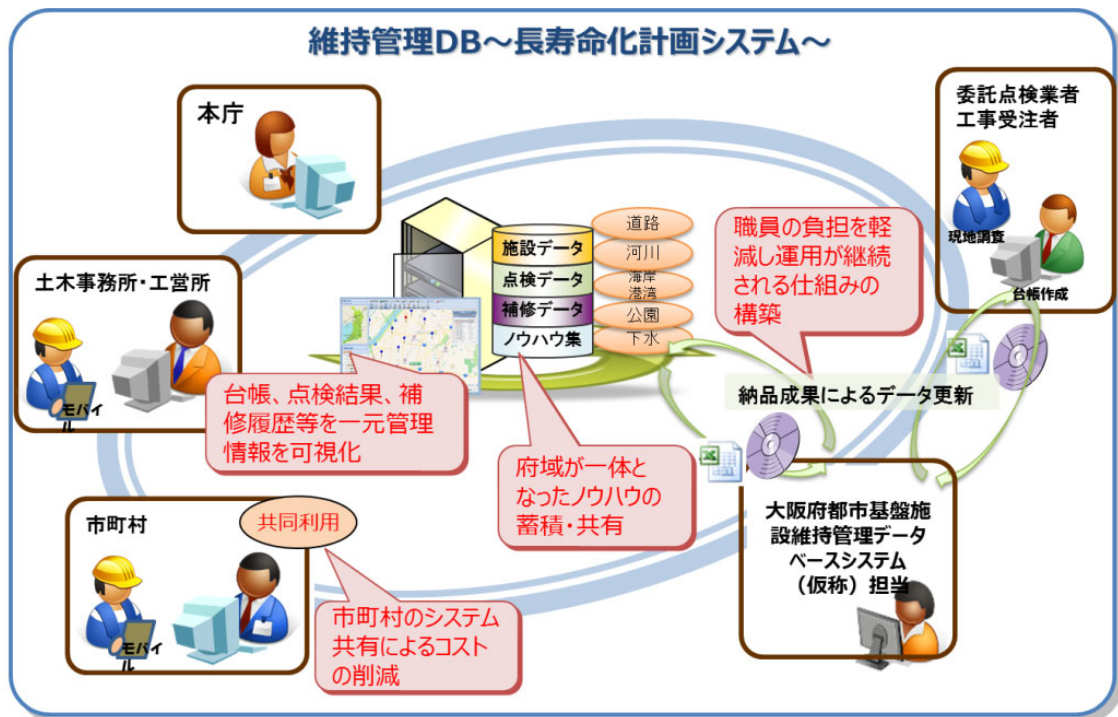 維持管理DB～長寿命化計画システム～
本庁
委託点検業者
工事受注者
現地調査
台帳作成
土木事務所・工営所
モバイ
ル
施設データ
点検データ
補修データ
ノウハウ集
道路
河川
海岸
港湾
公園
下水
職員の負担を軽
減し運用が継続
される仕組みの
構築
台帳、点検結果、補
修履歴等を一元管理
情報を可視化
納品成果によるデータ更新
府域が一体と
なったノウハウの
蓄積・共有
市町村
共同利用
モバイ
ル
市町村のシステム
共有によるコスト
の削減
大阪府都市基盤施
設維持管理データ
ベースシステム
（仮称）担当